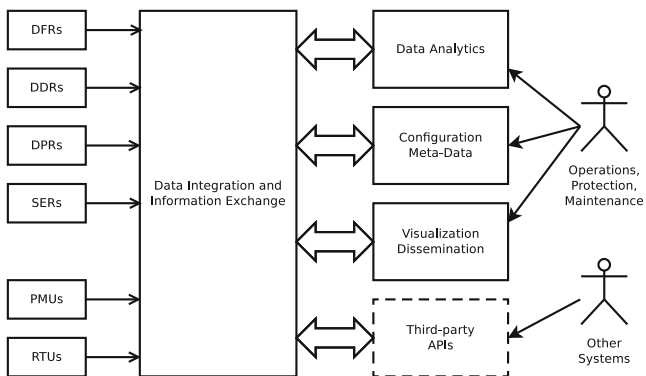 DFRs
DDRs
DPRs
SERs
PMUs
RTUs
Data Integration and
Information Exchange
Data Analytics
Configuration
Meta-Data
Visualization
Dissemination
Third-party
APIs
Operations,
Protection,
Maintenance
Other
Systems